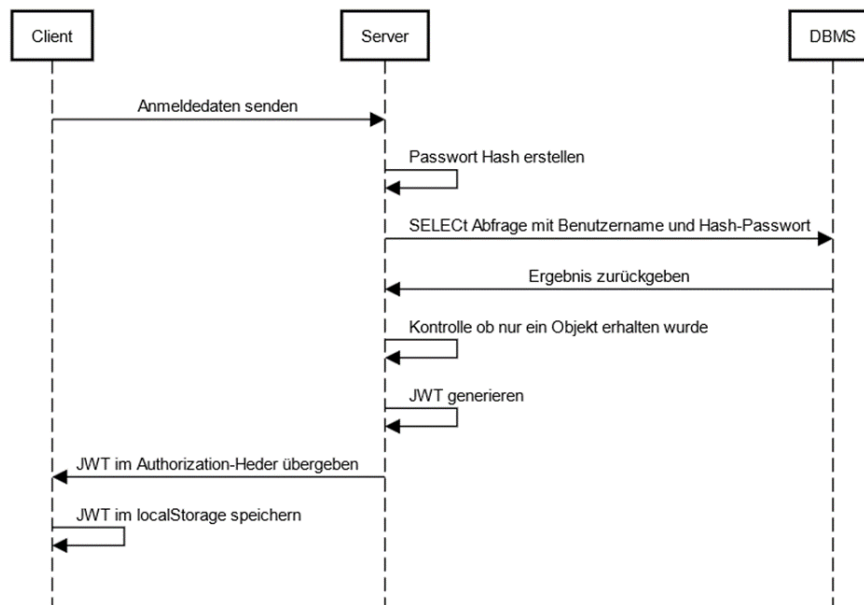 Client
Server
DBMS
Anmeldedaten senden
Passwort Hash erstellen
SELECt Abfrage mit Benutzername und Hash-Passwort
Ergebnis zurückgeben
Kontrolle ob nur ein Objekt erhalten wurde
JWT generieren
JWT im Authorization-Heder übergeben
JWT im localStorage speichern